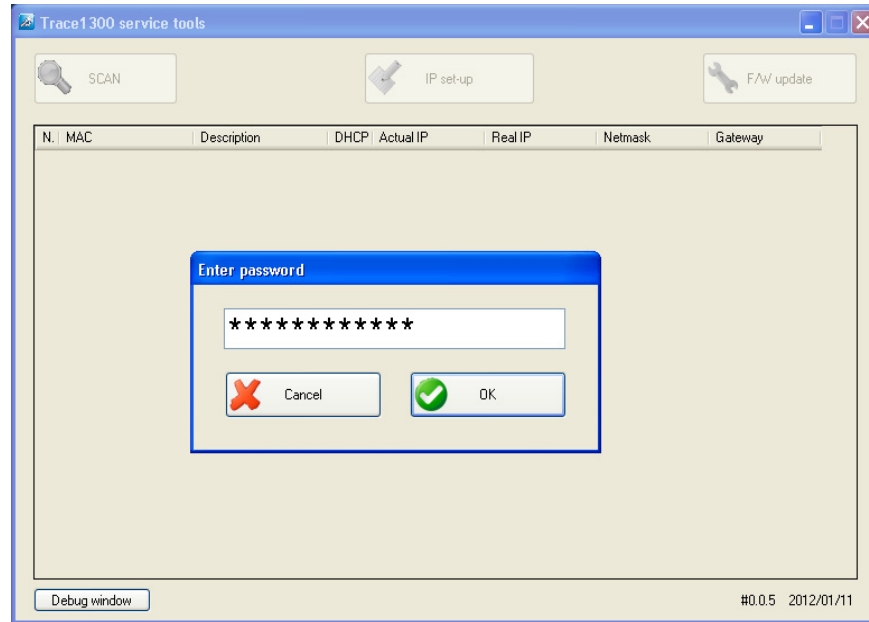 Trace1300 service tools
SCAN IP set-up F/W update
N. MAC Description DHCP Actual IP Real IP Netmask Gateway
Enter password
************
Cancel OK
Debug window #0.0.5 2012/01/11